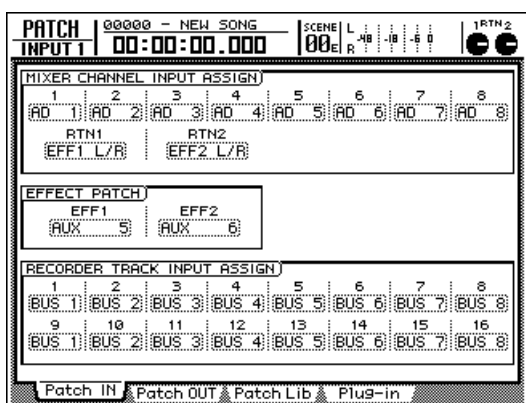 PATCH 00000 - NEW SONG SCENE L -48 -18 -6 0 1 RTN 2
INPUT 1 00:00:00.000 00E R
MIXER CHANNEL INPUT ASSIGN
1 2 3 4 5 6 7 8
AD 1 AD 2 AD 3 AD 4 AD 5 AD 6 AD 7 AD 8
RTN1 RTN2
EFF1 L/R EFF2 L/R
EFFECT PATCH
EFF1 EFF2
AUX 5 AUX 6
RECORDER TRACK INPUT ASSIGN
1 2 3 4 5 6 7 8
BUS 1 BUS 2 BUS 3 BUS 4 BUS 5 BUS 6 BUS 7 BUS 8
9 10 11 12 13 14 15 16
BUS 1 BUS 2 BUS 3 BUS 4 BUS 5 BUS 6 BUS 7 BUS 8
Patch IN Patch OUT Patch Lib Plug-in